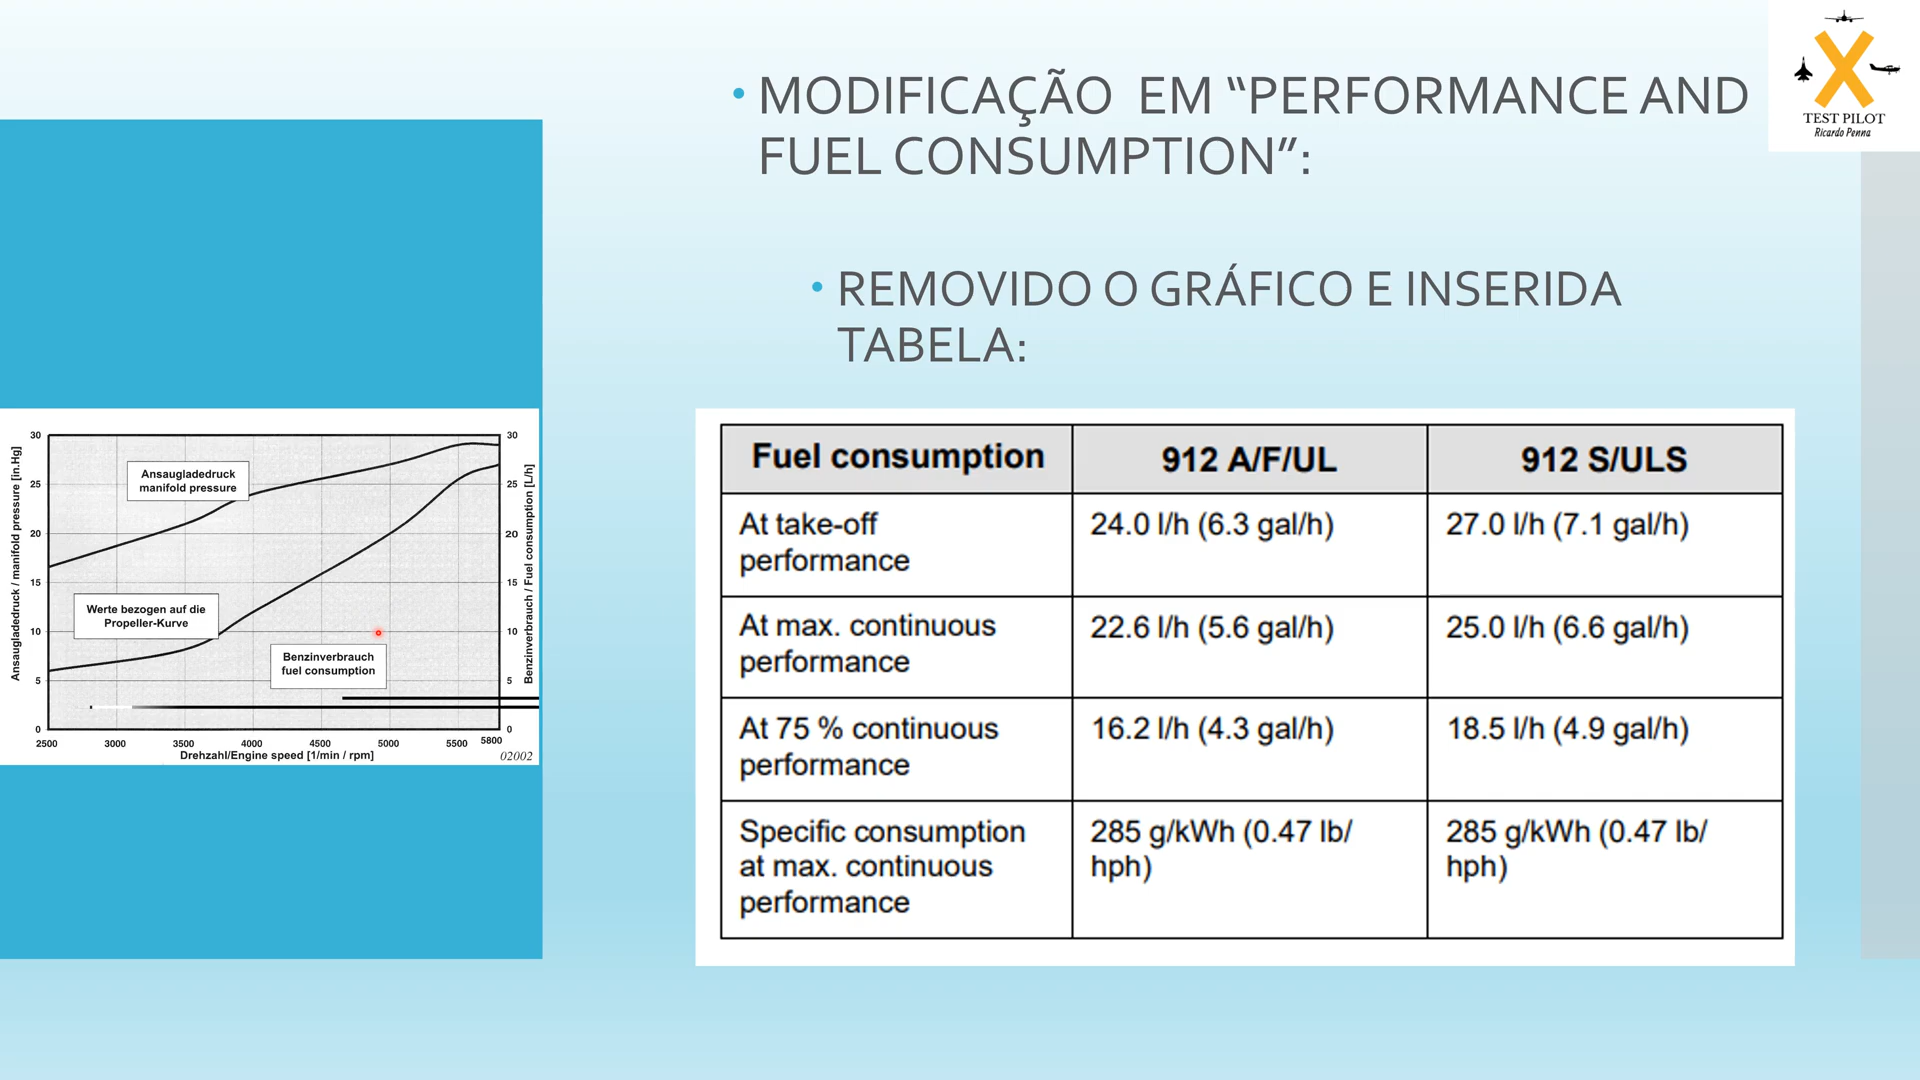 • MODIFICAÇÃO EM “PERFORMANCE AND
FUEL CONSUMPTION”:
• REMOVIDO O GRÁFICO E INSERIDA
TABELA:
TEST PILOT
Ricardo Penna
Ansaugladedruck / manifold pressure [in.Hg]
30
25
20
15
10
5
0
Ansaugladedruck
manifold pressure
Werte bezogen auf die
Propeller-Kurve
Benzinverbrauch
fuel consumption
30
25
20
15
10
5
0
Benzinverbrauch / Fuel consumption [L/h]
2500 3000 3500 4000 4500 5000 5500 5800
Drehzahl/Engine speed [1/min / rpm]
02002
Fuel consumption 912 A/F/UL 912 S/ULS
At take-off 24.0 l/h (6.3 gal/h) 27.0 l/h (7.1 gal/h)
performance
At max. continuous 22.6 l/h (5.6 gal/h) 25.0 l/h (6.6 gal/h)
performance
At 75 % continuous 16.2 l/h (4.3 gal/h) 18.5 l/h (4.9 gal/h)
performance
Specific consumption 285 g/kWh (0.47 lb/ 285 g/kWh (0.47 lb/
at max. continuous hph) hph)
performance